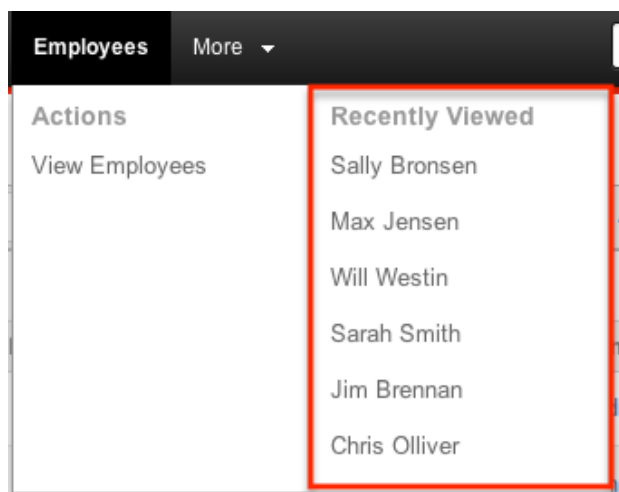 Employees More
Actions
View Employees
Recently Viewed
Sally Bronsen
Max Jensen
Will Westin
Sarah Smith
Jim Brennan
Chris Olliver